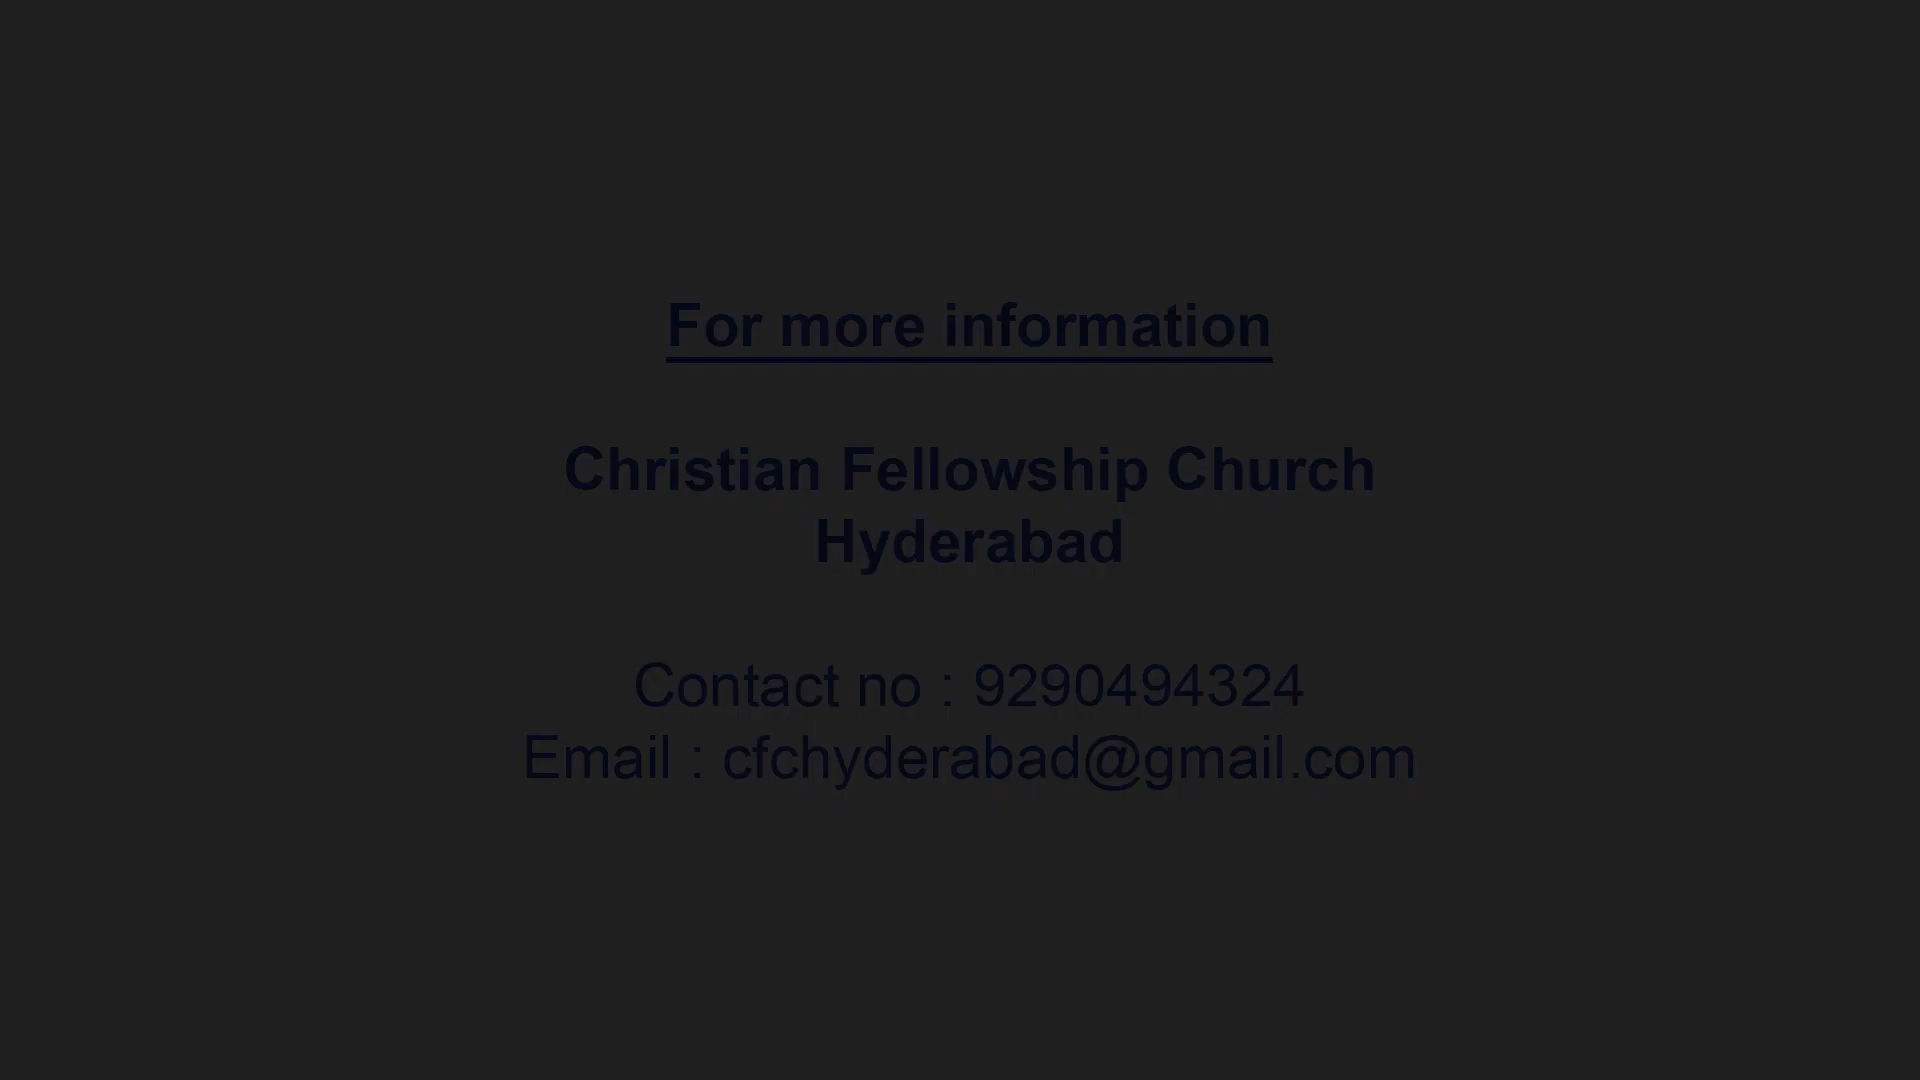 For more information
Christian Fellowship Church
Hyderabad
Contact no : 9290494324
Email : cfchyderabad@gmail.com